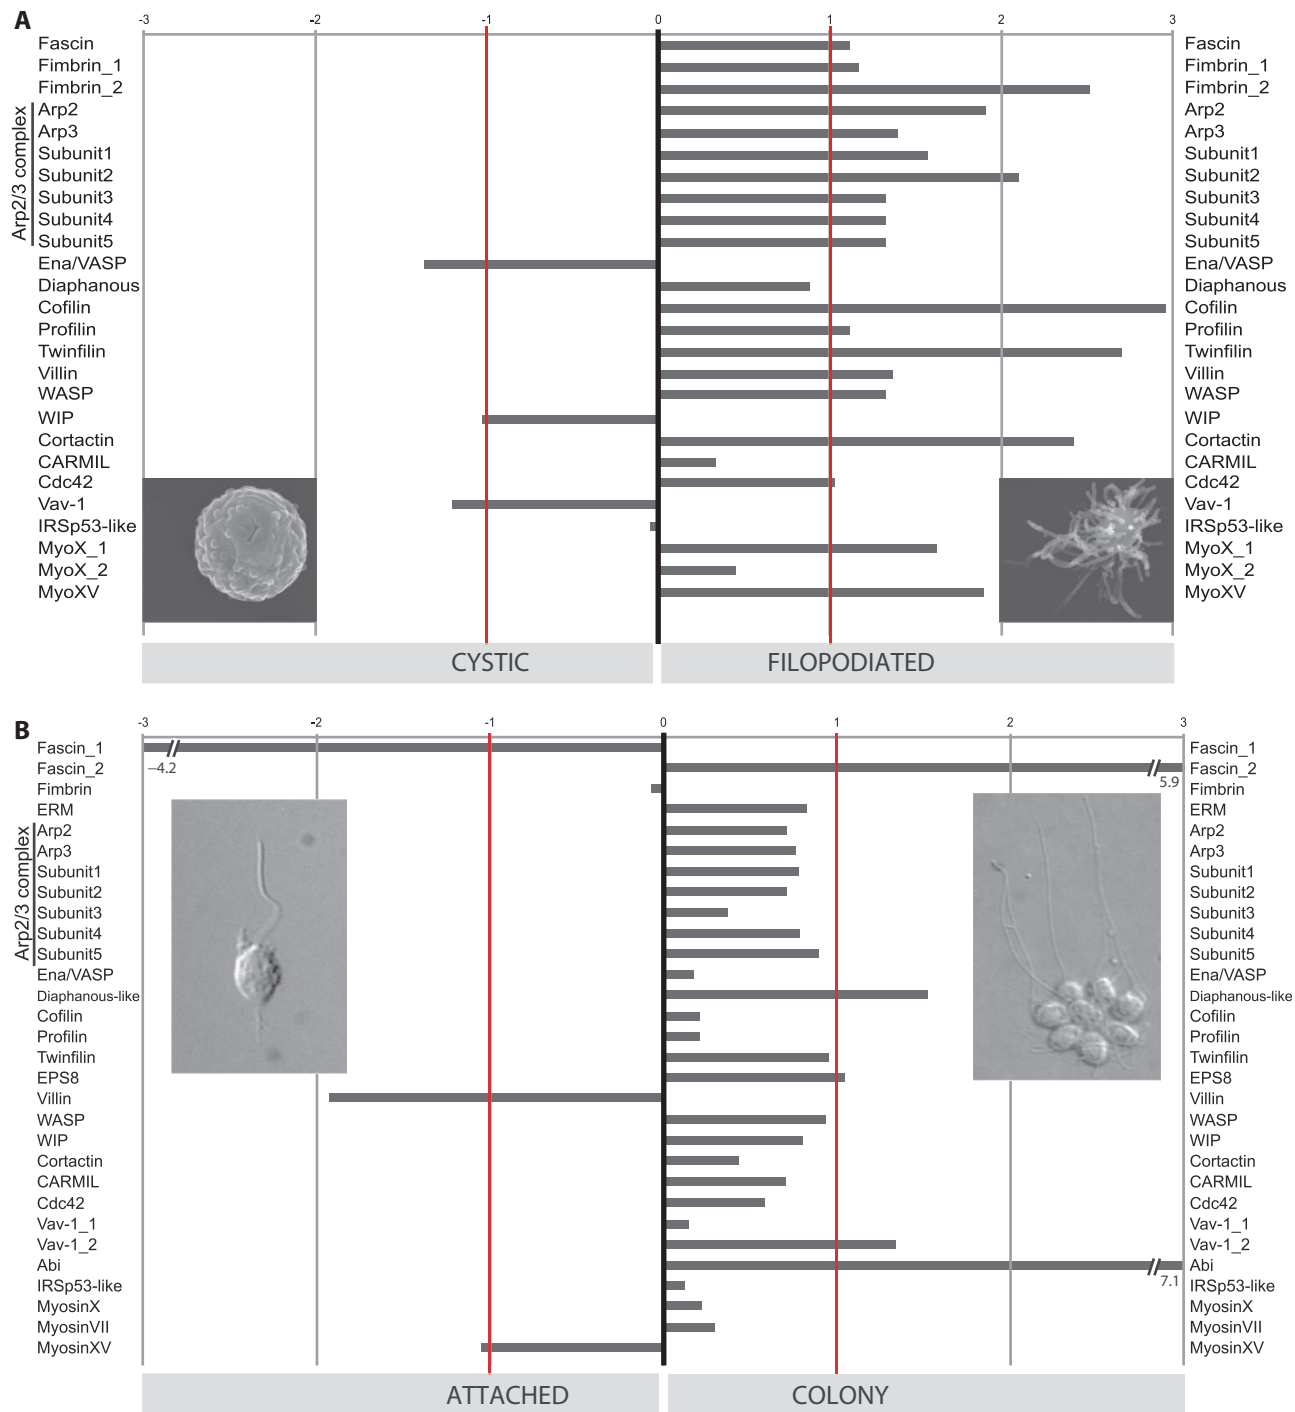 A
-3 -2 -1 0 1 2 3
Fascin Fascin
Fimbrin_1 Fimbrin_1
Fimbrin_2 Fimbrin_2
Arp2/3 complex
Arp2 Arp2
Arp3 Arp3
Subunit1 Subunit1
Subunit2 Subunit2
Subunit3 Subunit3
Subunit4 Subunit4
Subunit5 Subunit5
Ena/VASP Ena/VASP
Diaphanous Diaphanous
Cofilin Cofilin
Profilin Profilin
Twinfilin Twinfilin
Villin Villin
WASP WASP
WIP WIP
Cortactin Cortactin
CARMIL CARMIL
Cdc42 Cdc42
Vav-1 Vav-1
IRSp53-like IRSp53-like
MyoX_1 MyoX_1
MyoX_2 MyoX_2
MyoXV MyoXV
CYSTIC FILOPODIATED
B
-3 -2 -1 0 1 2 3
Fascin_1 Fascin_1
Fascin_2 –4.2 Fascin_2
Fimbrin 5.9 Fimbrin
ERM ERM
Arp2/3 complex
Arp2 Arp2
Arp3 Arp3
Subunit1 Subunit1
Subunit2 Subunit2
Subunit3 Subunit3
Subunit4 Subunit4
Subunit5 Subunit5
Ena/VASP Ena/VASP
Diaphanous-like Diaphanous-like
Cofilin Cofilin
Profilin Profilin
Twinfilin Twinfilin
EPS8 EPS8
Villin Villin
WASP WASP
WIP WIP
Cortactin Cortactin
CARMIL CARMIL
Cdc42 Cdc42
Vav-1_1 Vav-1_1
Vav-1_2 Vav-1_2
Abi Abi
IRSp53-like 7.1 IRSp53-like
MyosinX MyosinX
MyosinVII MyosinVII
MyosinXV MyosinXV
ATTACHED COLONY